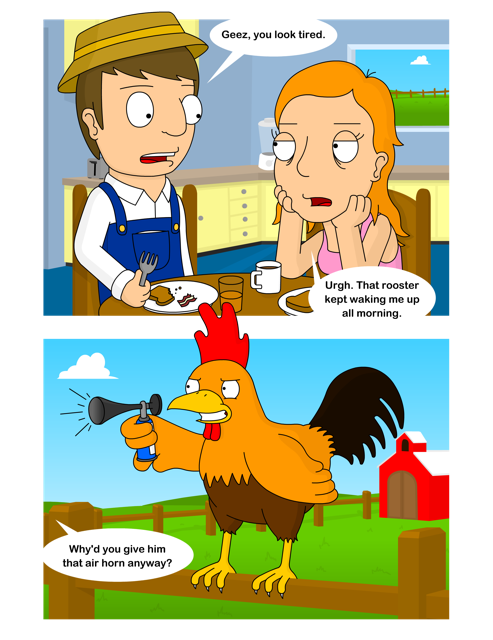 Geez, you look tired.
Urgh. That rooster
kept waking me up
all morning.
Why'd you give him
that air horn anyway?